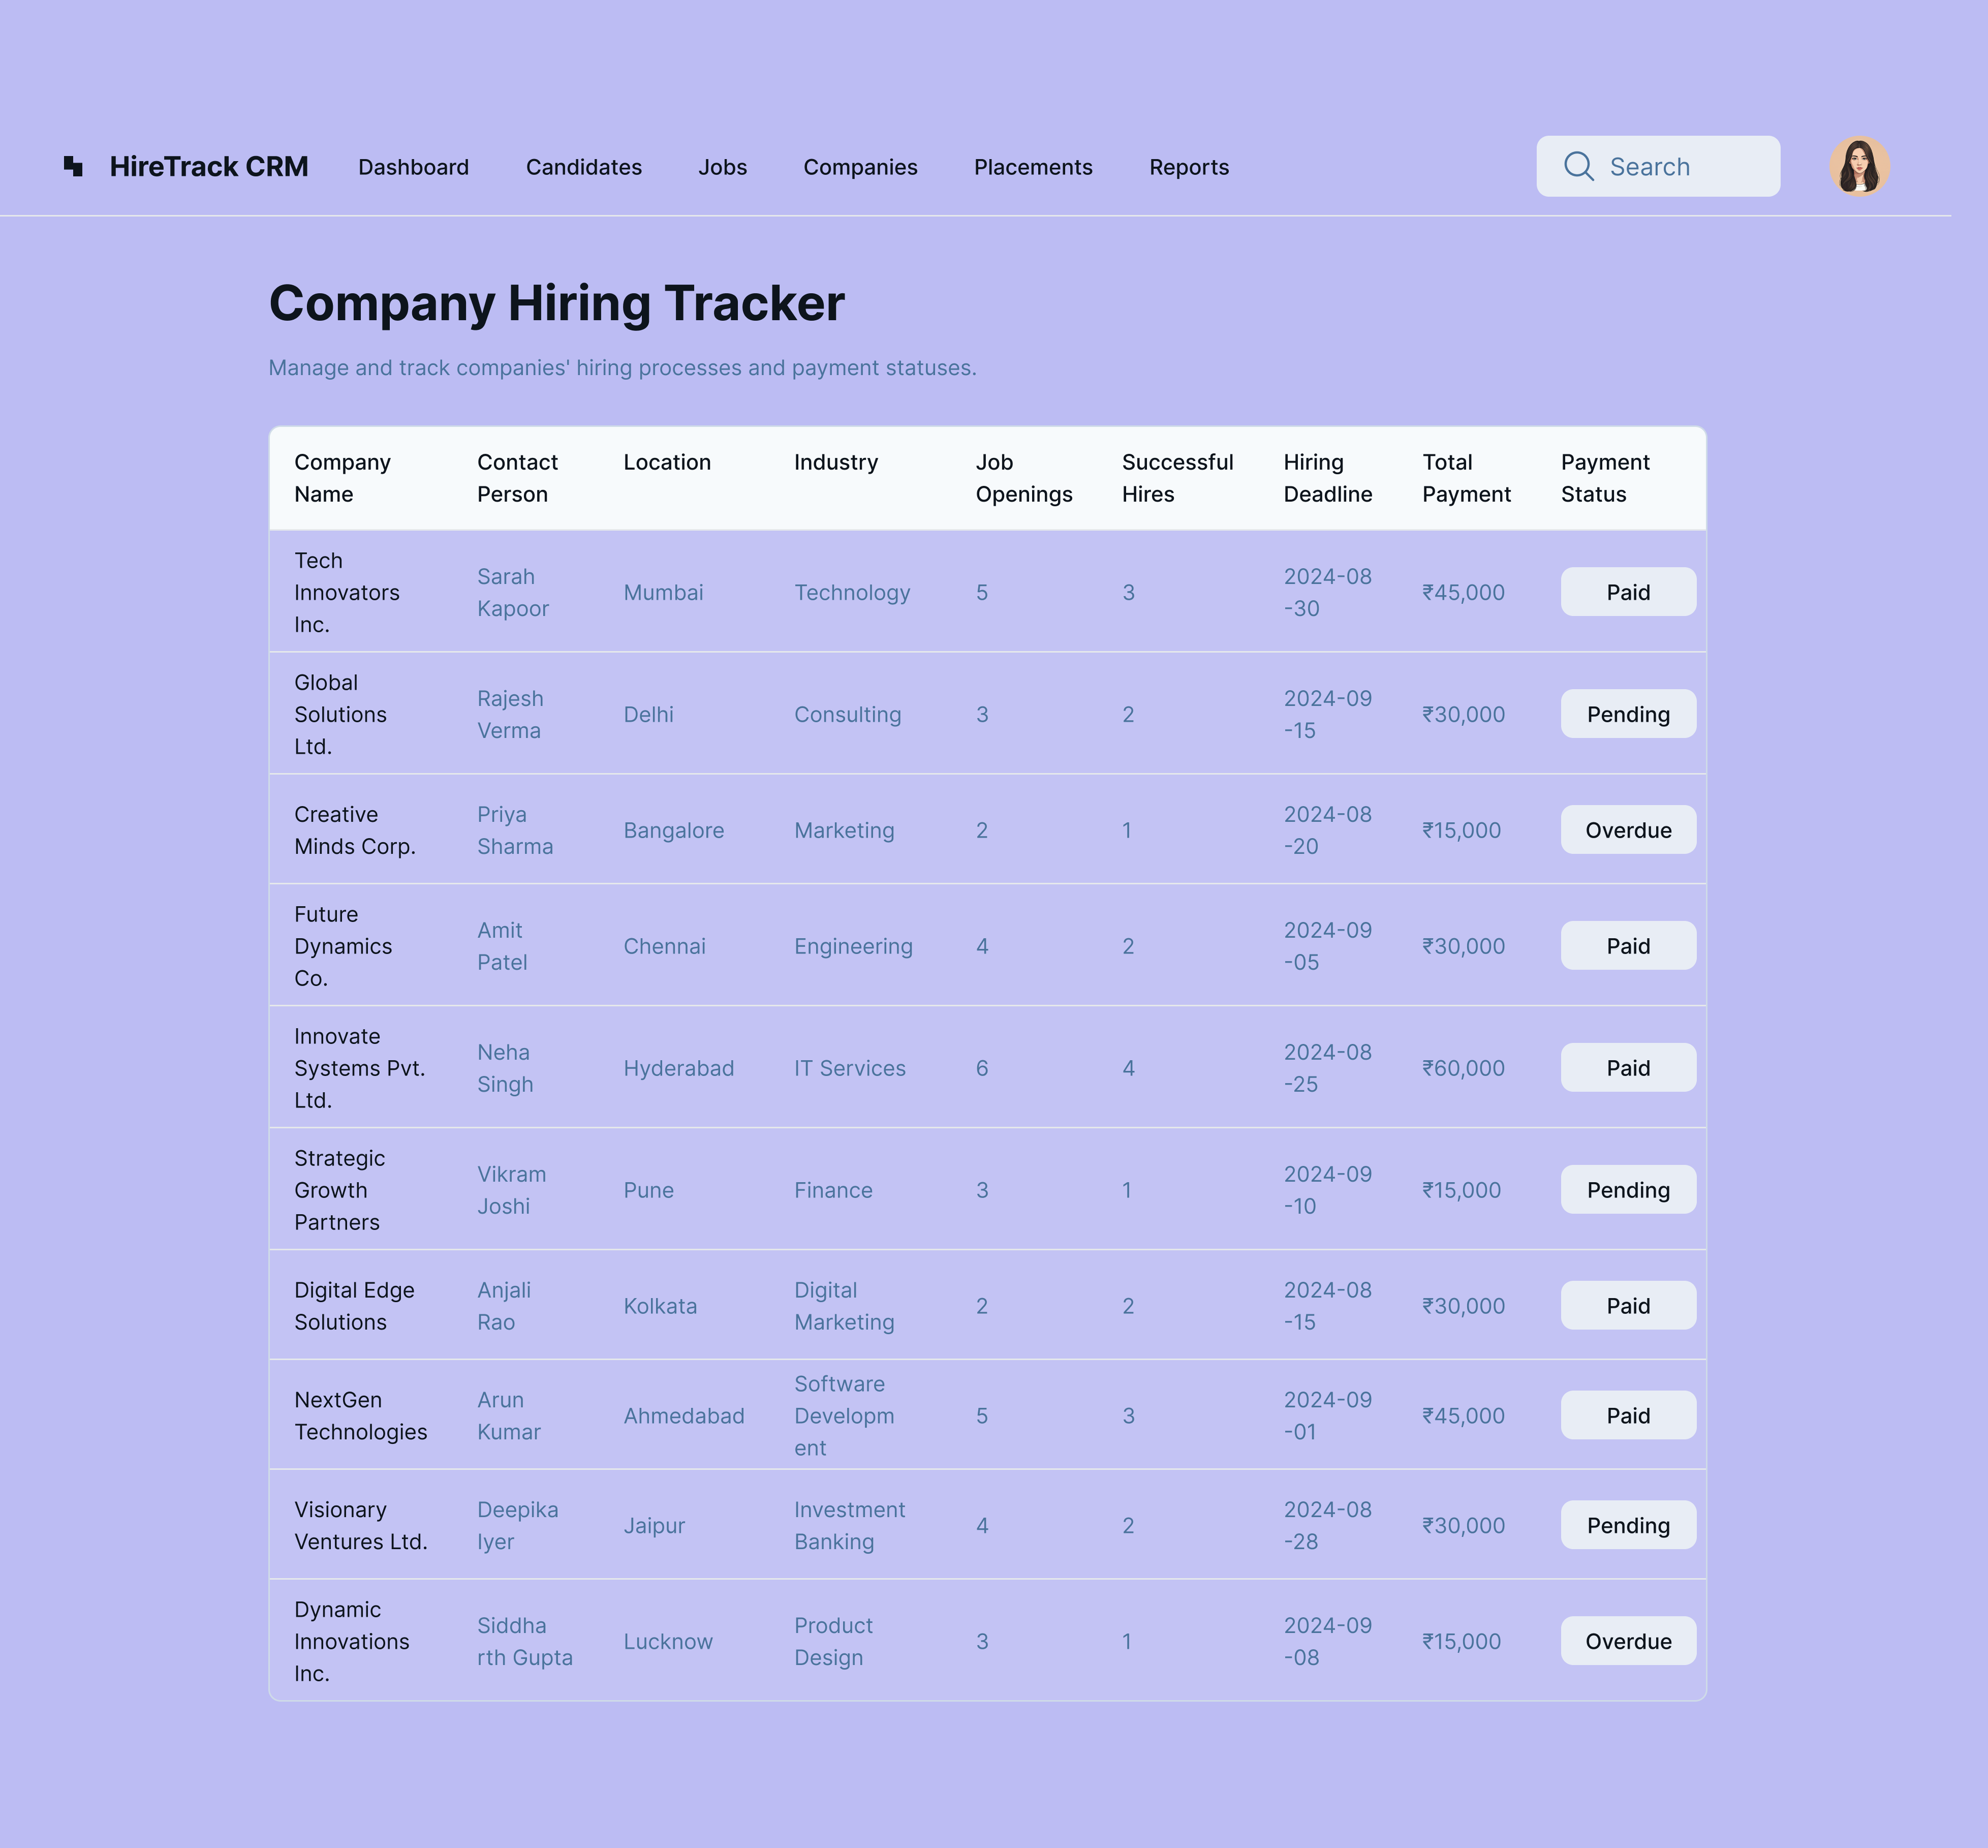 HireTrack CRM Dashboard Candidates Jobs Companies Placements Reports Search
Company Hiring Tracker
Manage and track companies' hiring processes and payment statuses.
Company
Name
Contact
Person
Location
Industry
Job
Openings
Successful
Hires
Hiring
Deadline
Total
Payment
Payment
Status
Tech
Innovators
Inc.
Sarah
Kapoor
Mumbai
Technology
5
3
2024-08
-30
₹45,000
Paid
Global
Solutions
Ltd.
Rajesh
Verma
Delhi
Consulting
3
2
2024-09
-15
₹30,000
Pending
Creative
Minds Corp.
Priya
Sharma
Bangalore
Marketing
2
1
2024-08
-20
₹15,000
Overdue
Future
Dynamics
Co.
Amit
Patel
Chennai
Engineering
4
2
2024-09
-05
₹30,000
Paid
Innovate
Systems Pvt.
Ltd.
Neha
Singh
Hyderabad
IT Services
6
4
2024-08
-25
₹60,000
Paid
Strategic
Growth
Partners
Vikram
Joshi
Pune
Finance
3
1
2024-09
-10
₹15,000
Pending
Digital Edge
Solutions
Anjali
Rao
Kolkata
Digital
Marketing
2
2
2024-08
-15
₹30,000
Paid
NextGen
Technologies
Arun
Kumar
Ahmedabad
Software
Developm
ent
5
3
2024-09
-01
₹45,000
Paid
Visionary
Ventures Ltd.
Deepika
Iyer
Jaipur
Investment
Banking
4
2
2024-08
-28
₹30,000
Pending
Dynamic
Innovations
Inc.
Siddha
rth Gupta
Lucknow
Product
Design
3
1
2024-09
-08
₹15,000
Overdue